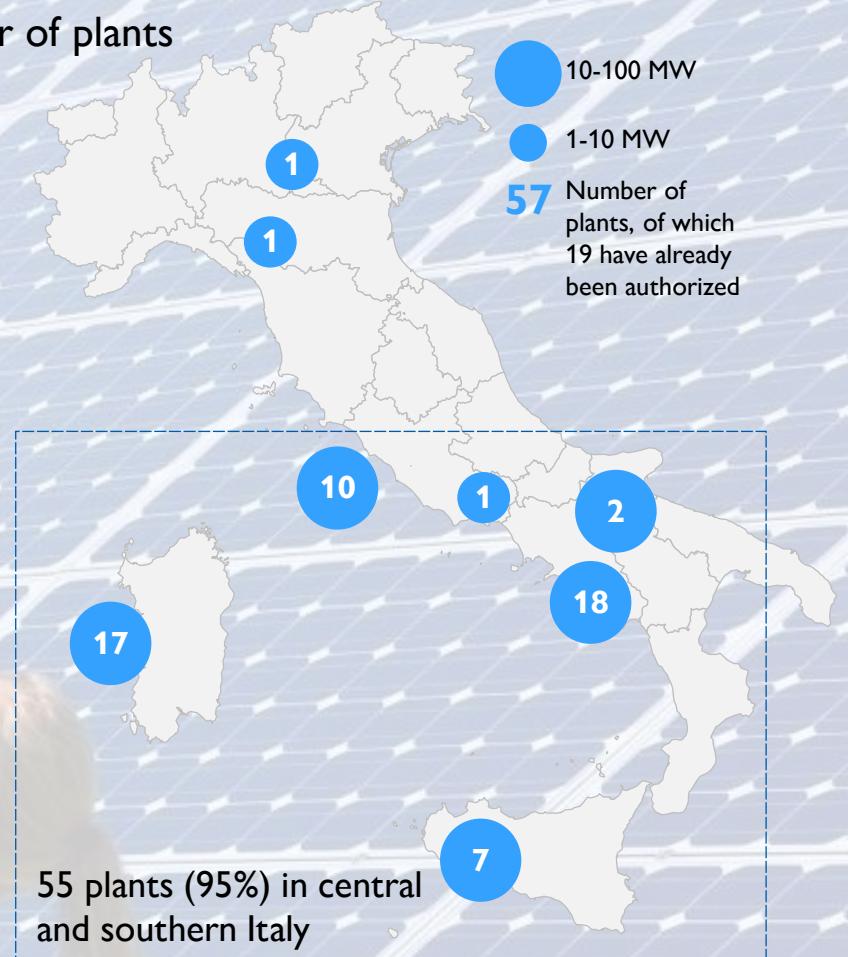 r of plants
10-100 MW
1-10 MW
57
Number of
plants, of which
19 have already
been authorized
1
1
10
1
2
18
17
7
55 plants (95%) in central
and southern Italy